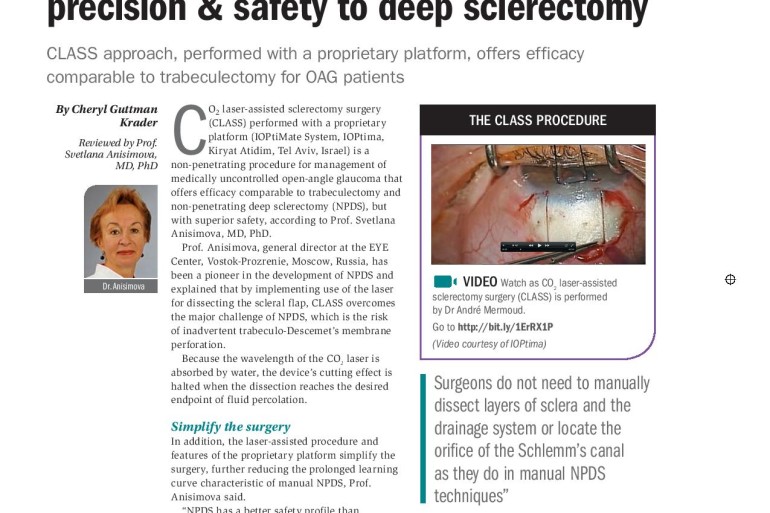 precision & safety to deep sclerectomy
CLASS approach, performed with a proprietary platform, offers efficacy
comparable to trabeculectomy for OAG patients
By Cheryl Guttman
Krader
Reviewed by Prof.
Svetlana Anisimova,
MD, PhD
Dr. Anisimova
CO₂ laser-assisted sclerectomy surgery
(CLASS) performed with a proprietary
platform (IOPtiMate System, IOPtima,
Kiryat Atidim, Tel Aviv, Israel) is a
non-penetrating procedure for management of
medically uncontrolled open-angle glaucoma that
offers efficacy comparable to trabeculectomy and
non-penetrating deep sclerectomy (NPDS), but
with superior safety, according to Prof. Svetlana
Anisimova, MD, PhD.
Prof. Anisimova, general director at the EYE
Center, Vostok-Prozrenie, Moscow, Russia, has
been a pioneer in the development of NPDS and
explained that by implementing use of the laser
for dissecting the scleral flap, CLASS overcomes
the major challenge of NPDS, which is the risk
of inadvertent trabeculo-Descemet's membrane
perforation.
Because the wavelength of the CO₂ laser is
absorbed by water, the device's cutting effect is
halted when the dissection reaches the desired
endpoint of fluid percolation.
Simplify the surgery
In addition, the laser-assisted procedure and
features of the proprietary platform simplify the
surgery, further reducing the prolonged learning
curve characteristic of manual NPDS, Prof.
Anisimova said.
"NPDS has a better safety profile than
THE CLASS PROCEDURE
VIDEO Watch as CO₂ laser-assisted
sclerectomy surgery (CLASS) is performed
by Dr André Mermoud.
Go to http://bit.ly/1ErRX1P
(Video courtesy of IOPtima)
Surgeons do not need to manually
dissect layers of sclera and the
drainage system or locate the
orifice of the Schlemm's canal
as they do in manual NPDS
techniques"